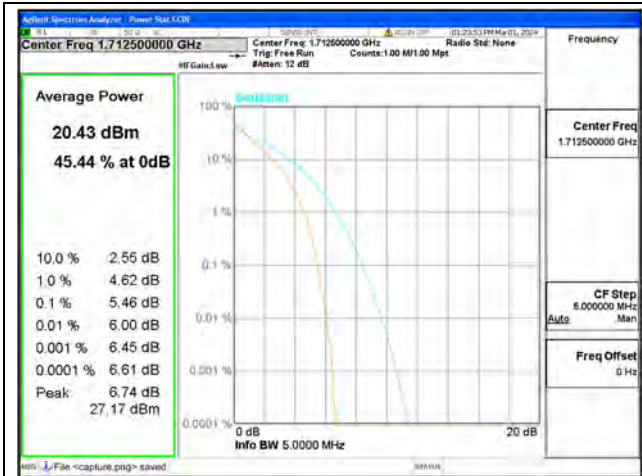 Agilent Spectrum Analyzer - Power Stat CCDF
01:23:53 PM Mar 01, 2024
Center Freq 1.712500000 GHz
Center Freq: 1.712500000 GHz
Radio Std: None
Trig: Free Run
Counts:1.00 M/1.00 Mpt
#IFGain:Low
#Atten: 12 dB
Frequency
Average Power
20.43 dBm
45.44 % at 0dB
10.0 % 2.55 dB
1.0 % 4.62 dB
0.1 % 5.46 dB
0.01 % 6.00 dB
0.001 % 6.45 dB
0.0001 % 6.61 dB
Peak 6.74 dB
27.17 dBm
Gaussian
100 %
10 %
1 %
0.1 %
0.01 %
0.001 %
0.0001 %
0 dB
20 dB
Info BW 5.0000 MHz
Center Freq
1.712500000 GHz
CF Step
5.000000 MHz
Auto Man
Freq Offset
0 Hz
MSG File <capture.png> saved
STATUS